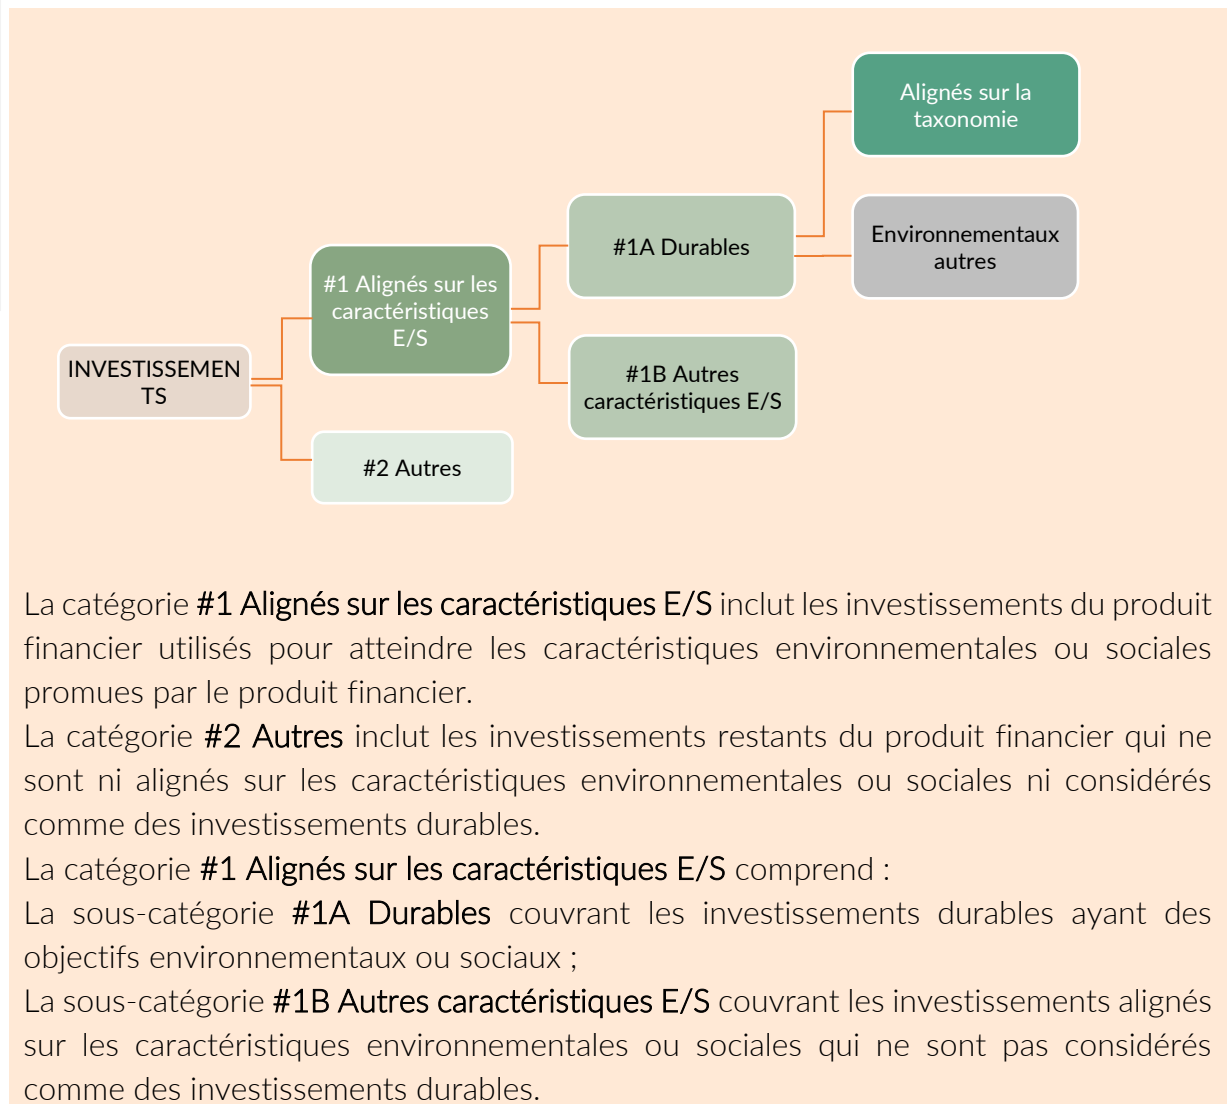 Alignés sur la
taxonomie
#1A Durables
Environnementaux
autres
#1 Alignés sur les
caractéristiques
E/S
INVESTISSEMEN
TS
#1B Autres
caractéristiques E/S
#2 Autres
La catégorie #1 Alignés sur les caractéristiques E/S inclut les investissements du produit
financier utilisés pour atteindre les caractéristiques environnementales ou sociales
promues par le produit financier.
La catégorie #2 Autres inclut les investissements restants du produit financier qui ne
sont ni alignés sur les caractéristiques environnementales ou sociales ni considérés
comme des investissements durables.
La catégorie #1 Alignés sur les caractéristiques E/S comprend :
La sous-catégorie #1A Durables couvrant les investissements durables ayant des
objectifs environnementaux ou sociaux ;
La sous-catégorie #1B Autres caractéristiques E/S couvrant les investissements alignés
sur les caractéristiques environnementales ou sociales qui ne sont pas considérés
comme des investissements durables.